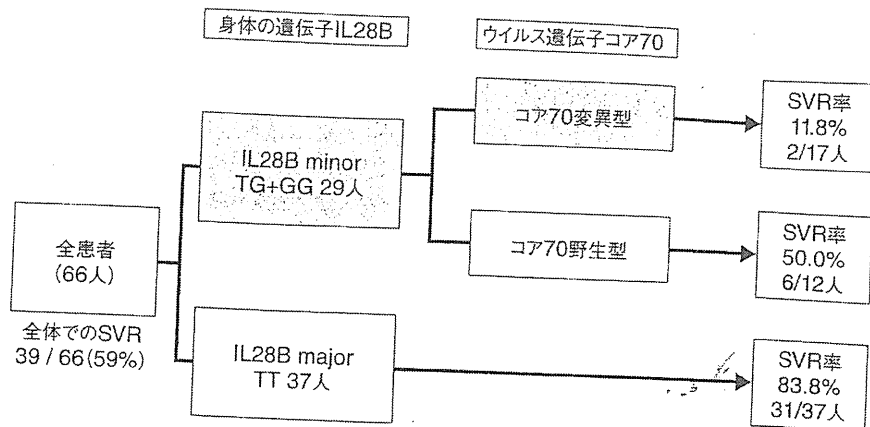 身体の遺伝子IL28B
ウイルス遺伝子コア70
コア70変異型
SVR率
11.8%
2/17人
IL28B minor
TG+GG 29人
コア70野生型
SVR率
50.0%
6/12人
全患者
(66人)
全体でのSVR
39 / 66(59%)
IL28B major
TT 37人
SVR率
83.8%
31/37人